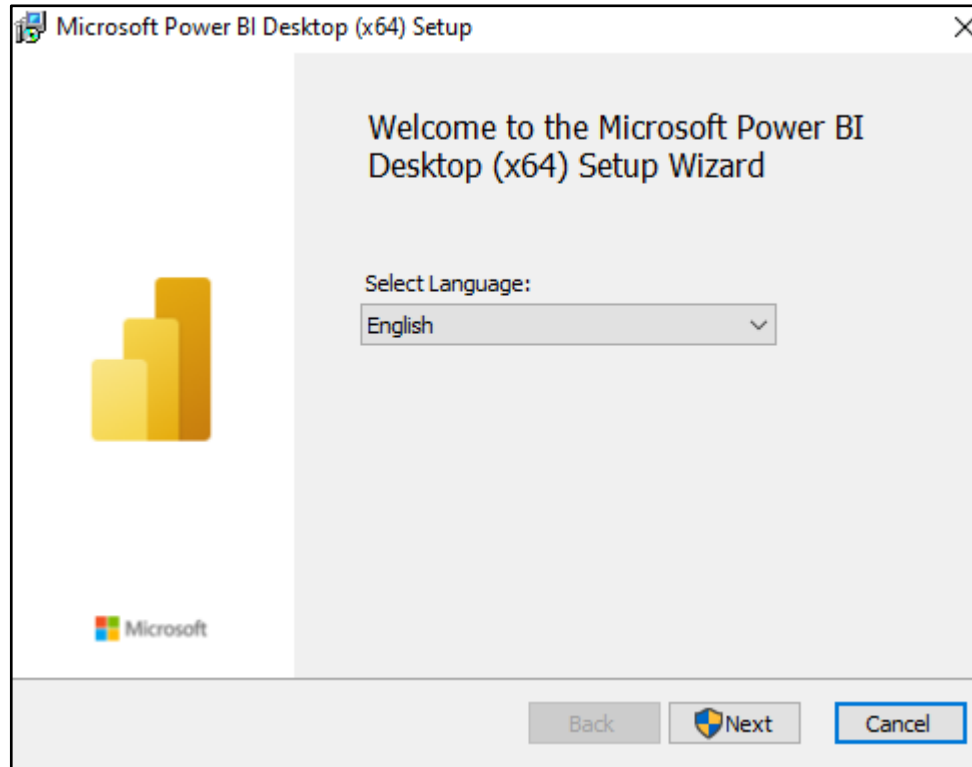 Microsoft Power BI Desktop (x64) Setup
Welcome to the Microsoft Power BI
Desktop (x64) Setup Wizard
Select Language:
English
Microsoft
Back
Next
Cancel